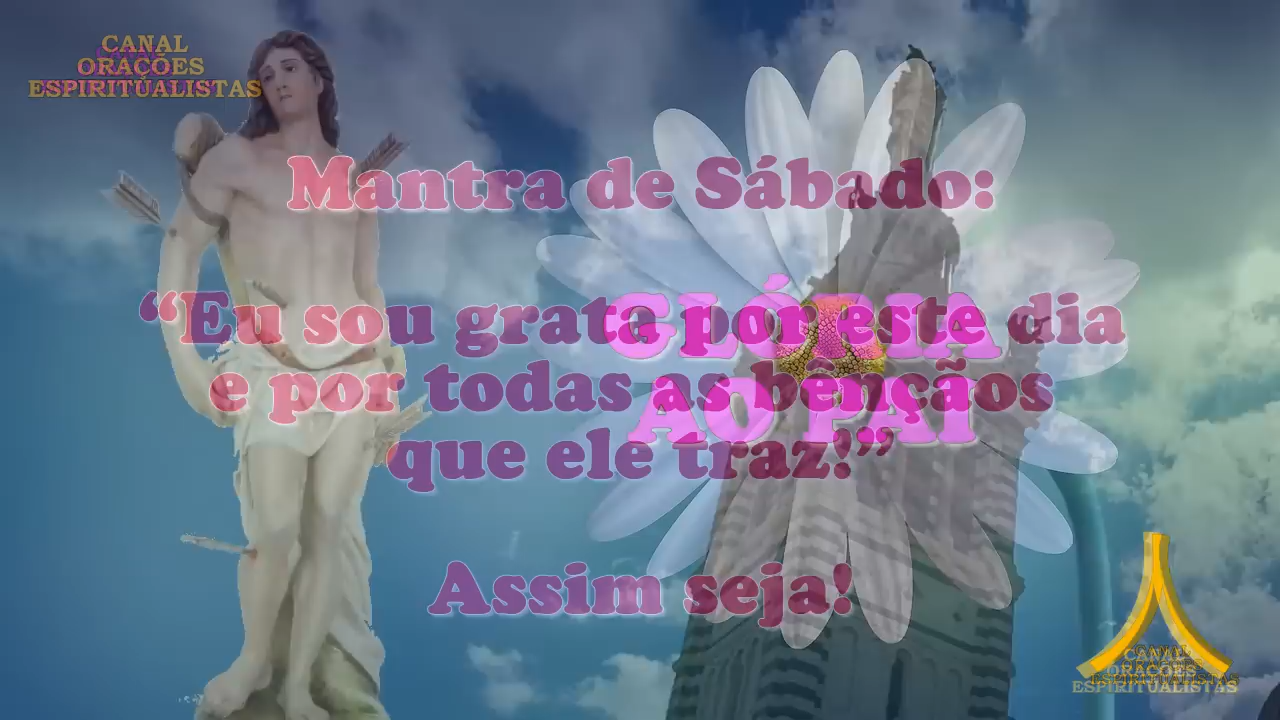 CANAL
ORAÇÕES
ESPIRITUALISTAS
Mantra de Sábado:
“Eu sou grata por este dia
e por todas as bênçãos
que ele traz!”
GLÓRIA
AO PAI
Assim seja!
CANAL
ORAÇÕES
ESPIRITUALISTAS